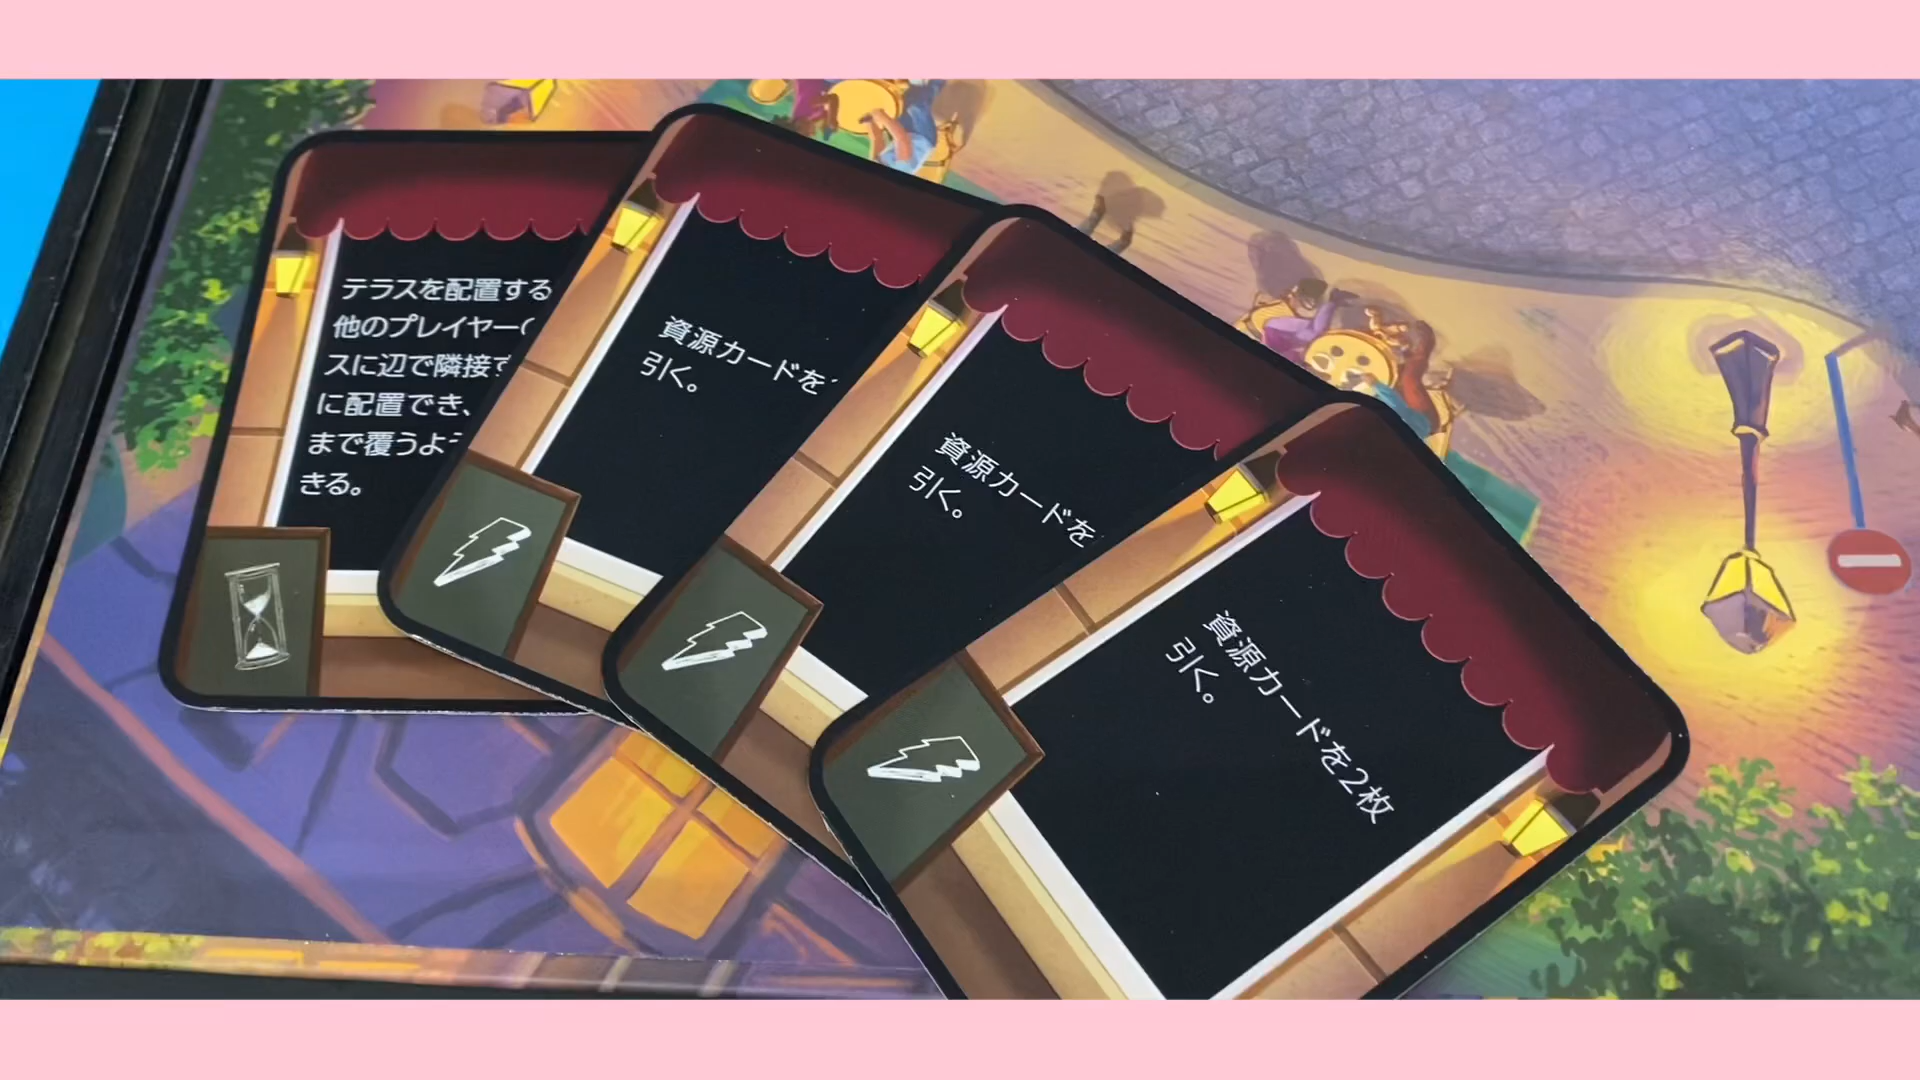 テラスを配置する
他のプレイヤー
スに辺で隣接
に配置でき、
まで覆うよ
きる。
資源カードを
引く。
資源カードを
引く。
資源カードを2枚
引く。